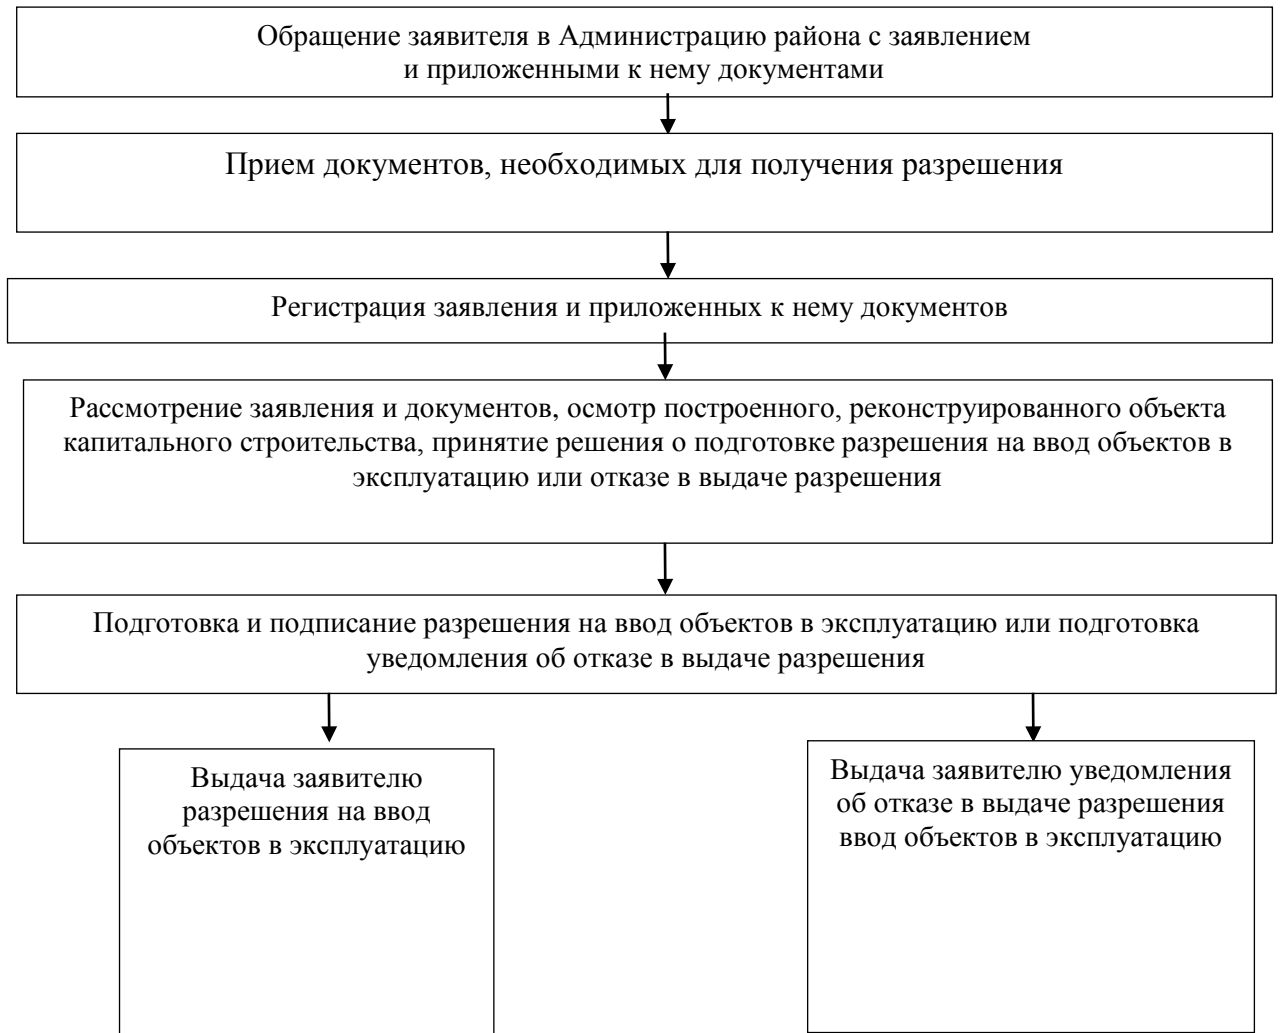 Обращение заявителя в Администрацию района с заявлением
и приложенными к нему документами
Прием документов, необходимых для получения разрешения
Регистрация заявления и приложенных к нему документов
Рассмотрение заявления и документов, осмотр построенного, реконструированного объекта
капитального строительства, принятие решения о подготовке разрешения на ввод объектов в
эксплуатацию или отказе в выдаче разрешения
Подготовка и подписание разрешения на ввод объектов в эксплуатацию или подготовка
уведомления об отказе в выдаче разрешения
Выдача заявителю
разрешения на ввод
объектов в эксплуатацию
Выдача заявителю уведомления
об отказе в выдаче разрешения
ввод объектов в эксплуатацию